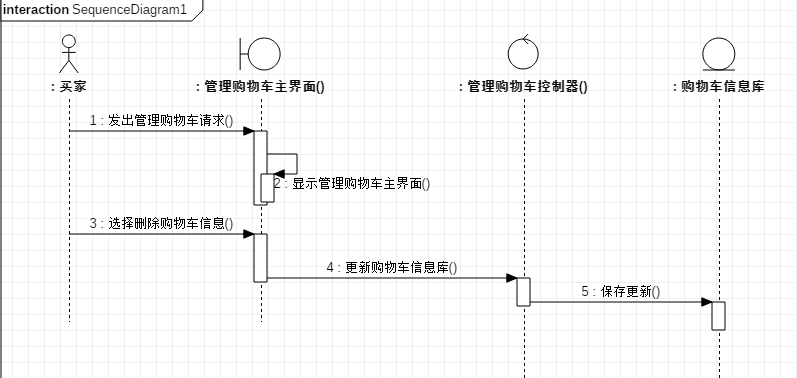 interaction SequenceDiagram1
: 买家
: 管理购物车主界面()
: 管理购物车控制器()
: 购物车信息库
1 : 发出管理购物车请求()
2 : 显示管理购物车主界面()
3 : 选择删除购物车信息()
4 : 更新购物车信息库()
5 : 保存更新()